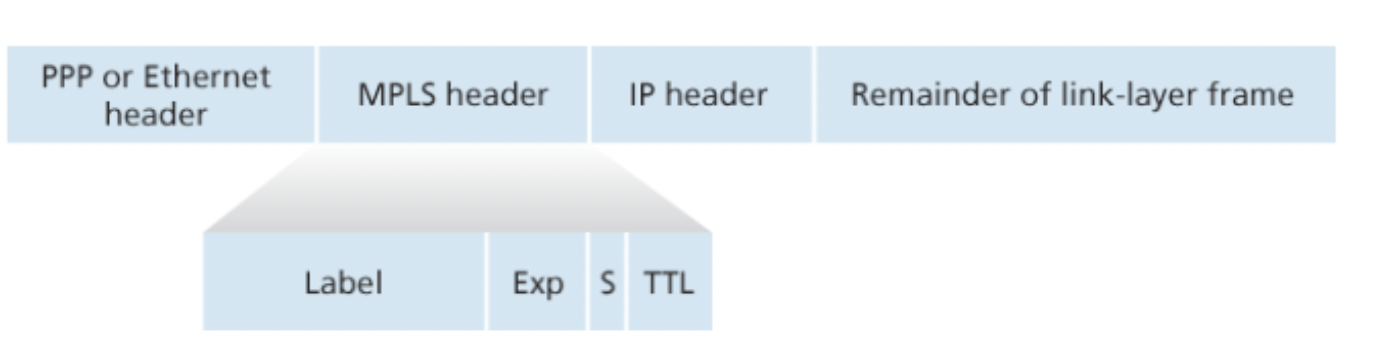 PPP or Ethernet
header
MPLS header
IP header
Remainder of link-layer frame
Label
Exp
S
TTL